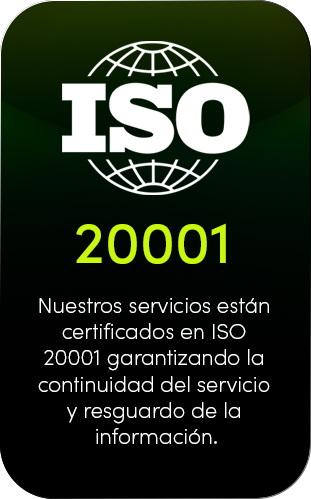 ISO
20001
Nuestros servicios están
certificados en ISO
20001 garantizando la
continuidad del servicio
y resguardo de la
información.